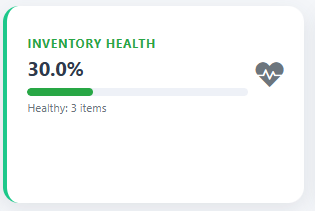 INVENTORY HEALTH
30.0%
Healthy: 3 items